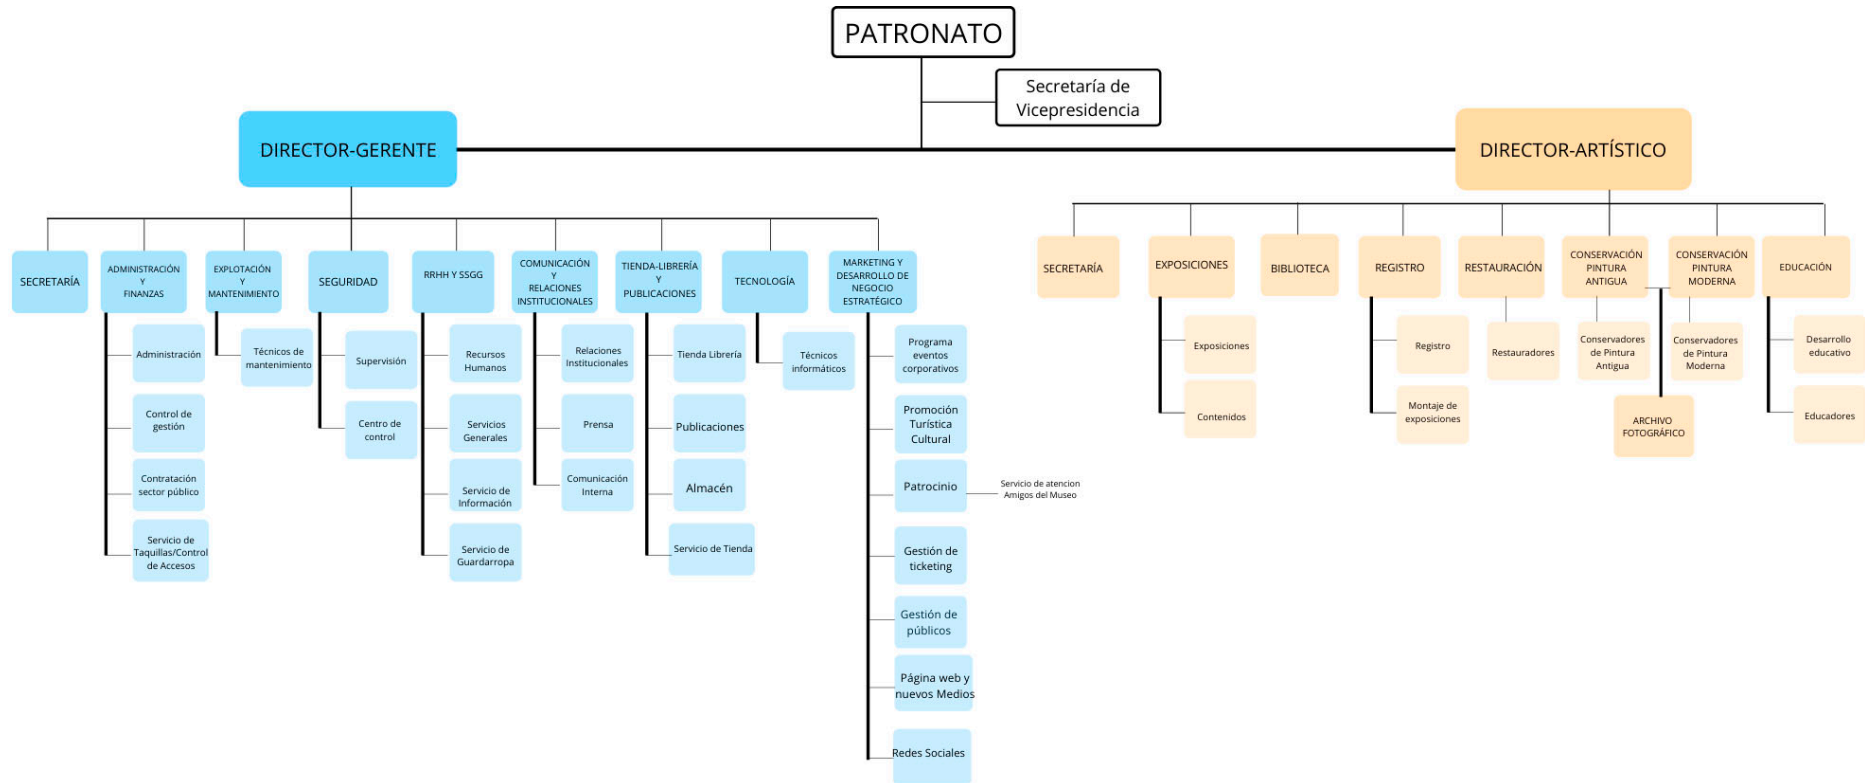 PATRONATO
Secretaría de
Vicepresidencia
DIRECTOR-GERENTE
DIRECTOR-ARTÍSTICO
SECRETARÍA
ADMINISTRACIÓN
Y
FINANZAS
Administración
Control de
gestión
Contratación
sector público
Servicio de
Taquillas/Control
de Accesos
EXPLOTACIÓN
Y
MANTENIMIENTO
Técnicos de
mantenimiento
SEGURIDAD
Supervisión
Centro de
control
RRHH Y SSGG
Recursos
Humanos
Servicios
Generales
Servicio de
Información
Servicio de
Guardarropa
COMUNICACIÓN
Y
RELACIONES
INSTITUCIONALES
Relaciones
Institucionales
Prensa
Comunicación
Interna
TIENDA-LIBRERÍA
Y
PUBLICACIONES
Tienda Librería
Publicaciones
Almacén
Servicio de Tienda
TECNOLOGÍA
Técnicos
informáticos
MARKETING Y
DESARROLLO DE
NEGOCIO
ESTRATÉGICO
Programa
eventos
corporativos
Promoción
Turística
Cultural
Patrocinio
Servicio de atencion
Amigos del Museo
Gestión de
ticketing
Gestión de
públicos
Página web y
nuevos Medios
Redes Sociales
SECRETARÍA
EXPOSICIONES
Exposiciones
Contenidos
BIBLIOTECA
REGISTRO
Registro
Montaje de
exposiciones
RESTAURACIÓN
Restauradores
CONSERVACIÓN
PINTURA
ANTIGUA
Conservadores
de Pintura
Antigua
CONSERVACIÓN
PINTURA
MODERNA
Conservadores
de Pintura
Moderna
ARCHIVO
FOTOGRÁFICO
EDUCACIÓN
Desarrollo
educativo
Educadores